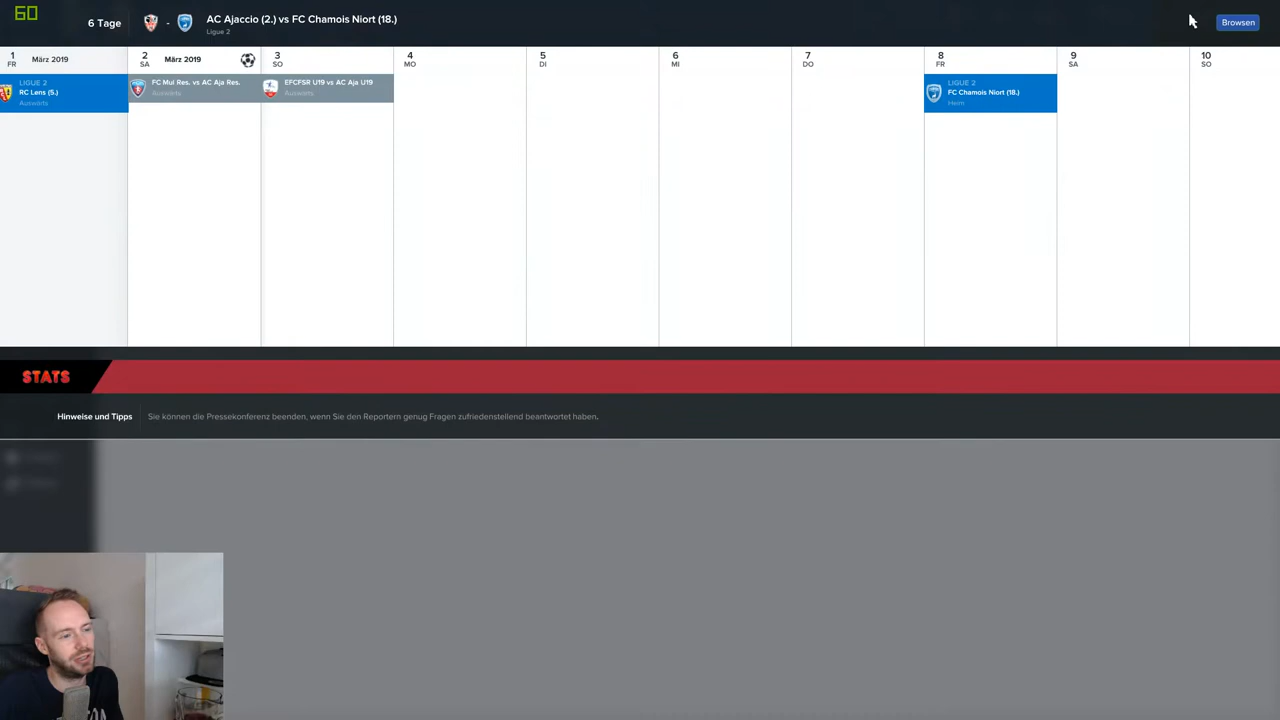 60
6 Tage
-
AC Ajaccio (2.) vs FC Chamois Niort (18.)
Ligue 2
Browsen
1 März 2019
FR
2 März 2019
SA
3
SO
4
MO
5
DI
6
MI
7
DO
8
FR
9
SA
10
SO
LIGUE 2
RC Lens (5.)
Auswärts
FC Mul Res. vs AC Aja Res.
Auswärts
EFCFSR U19 vs AC Aja U19
Auswärts
LIGUE 2
FC Chamois Niort (18.)
Heim
STATS
Hinweise und Tipps
Sie können die Pressekonferenz beenden, wenn Sie den Reportern genug Fragen zufriedenstellend beantwortet haben.